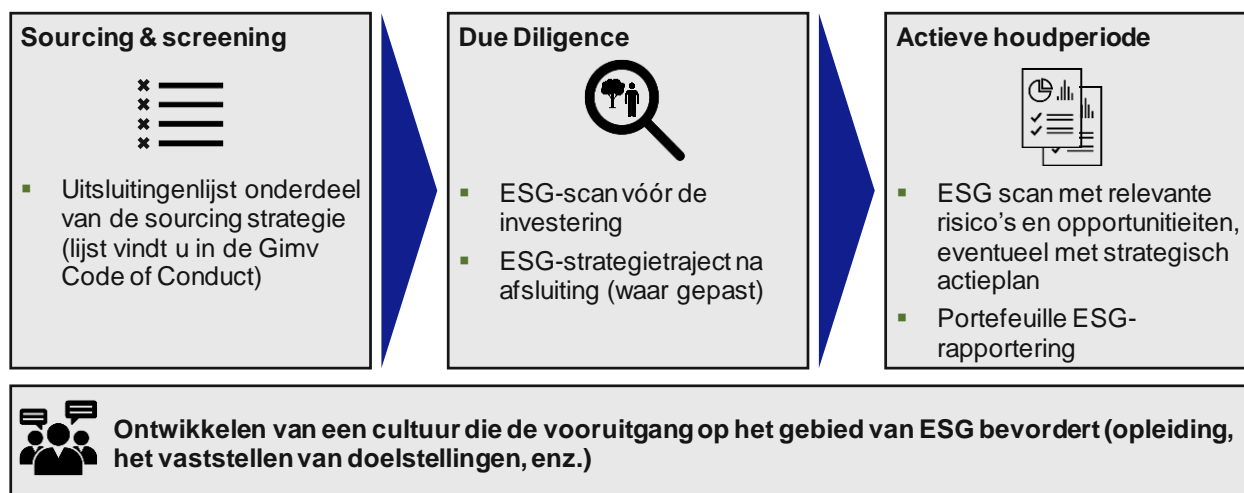 Sourcing & screening
Uitsluitingenlijst onderdeel
van de sourcing strategie
(lijst vindt u in de Gimv
Code of Conduct)
Due Diligence
ESG-scan vóór de
investering
ESG-strategietraject na
afsluiting (waar gepast)
Actieve houdperiode
ESG scan met relevante
risico's en opportunitieiten,
eventueel met strategisch
actieplan
Portefeuille ESG-
rapportering
Ontwikkelen van een cultuur die de vooruitgang op het gebied van ESG bevordert (opleiding,
het vaststellen van doelstellingen, enz.)